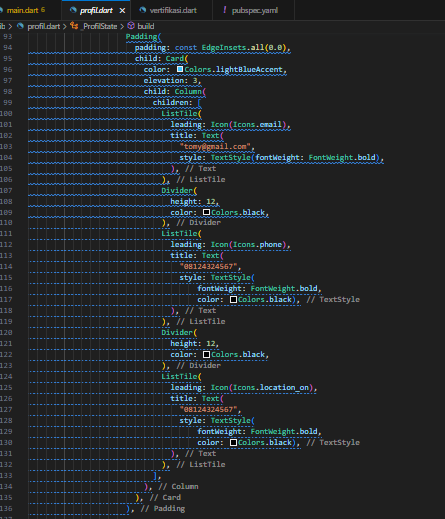 main.dart 6
profil.dart
vertifikasi.dart
pubspec.yaml
ib > profil.dart > _ProfilState > build
93 Padding(
94 padding: const EdgeInsets.all(0.0),
95 child: Card(
96 color: Colors.lightBlueAccent,
97 elevation: 3,
98 child: Column(
99 children: [
100 ListTile(
101 leading: Icon(Icons.email),
102 title: Text(
103 "tomy@gmail.com",
104 style: TextStyle(fontWeight: FontWeight.bold),
105 ), // Text
106 ), // ListTile
107 Divider(
108 height: 12,
109 color: Colors.black,
110 ), // Divider
111 ListTile(
112 leading: Icon(Icons.phone),
113 title: Text(
114 "08124324567",
115 style: TextStyle(
116 fontWeight: FontWeight.bold,
117 color: Colors.black), // TextStyle
118 ), // Text
119 ), // ListTile
120 Divider(
121 height: 12,
122 color: Colors.black,
123 ), // Divider
124 ListTile(
125 leading: Icon(Icons.location_on),
126 title: Text(
127 "08124324567",
128 style: TextStyle(
129 fontWeight: FontWeight.bold,
130 color: Colors.black), // TextStyle
131 ), // Text
132 ), // ListTile
133 ],
134 ), // Column
135 ), // Card
136 ), // Padding